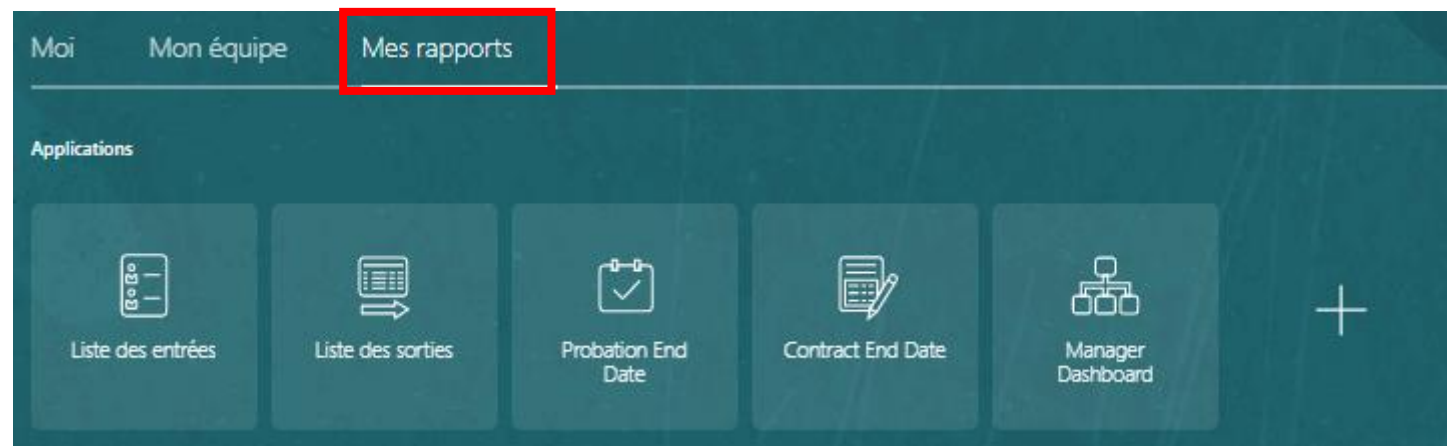 Moi Mon équipe Mes rapports
Applications
Liste des entrées Liste des sorties Probation End Date Contract End Date Manager Dashboard